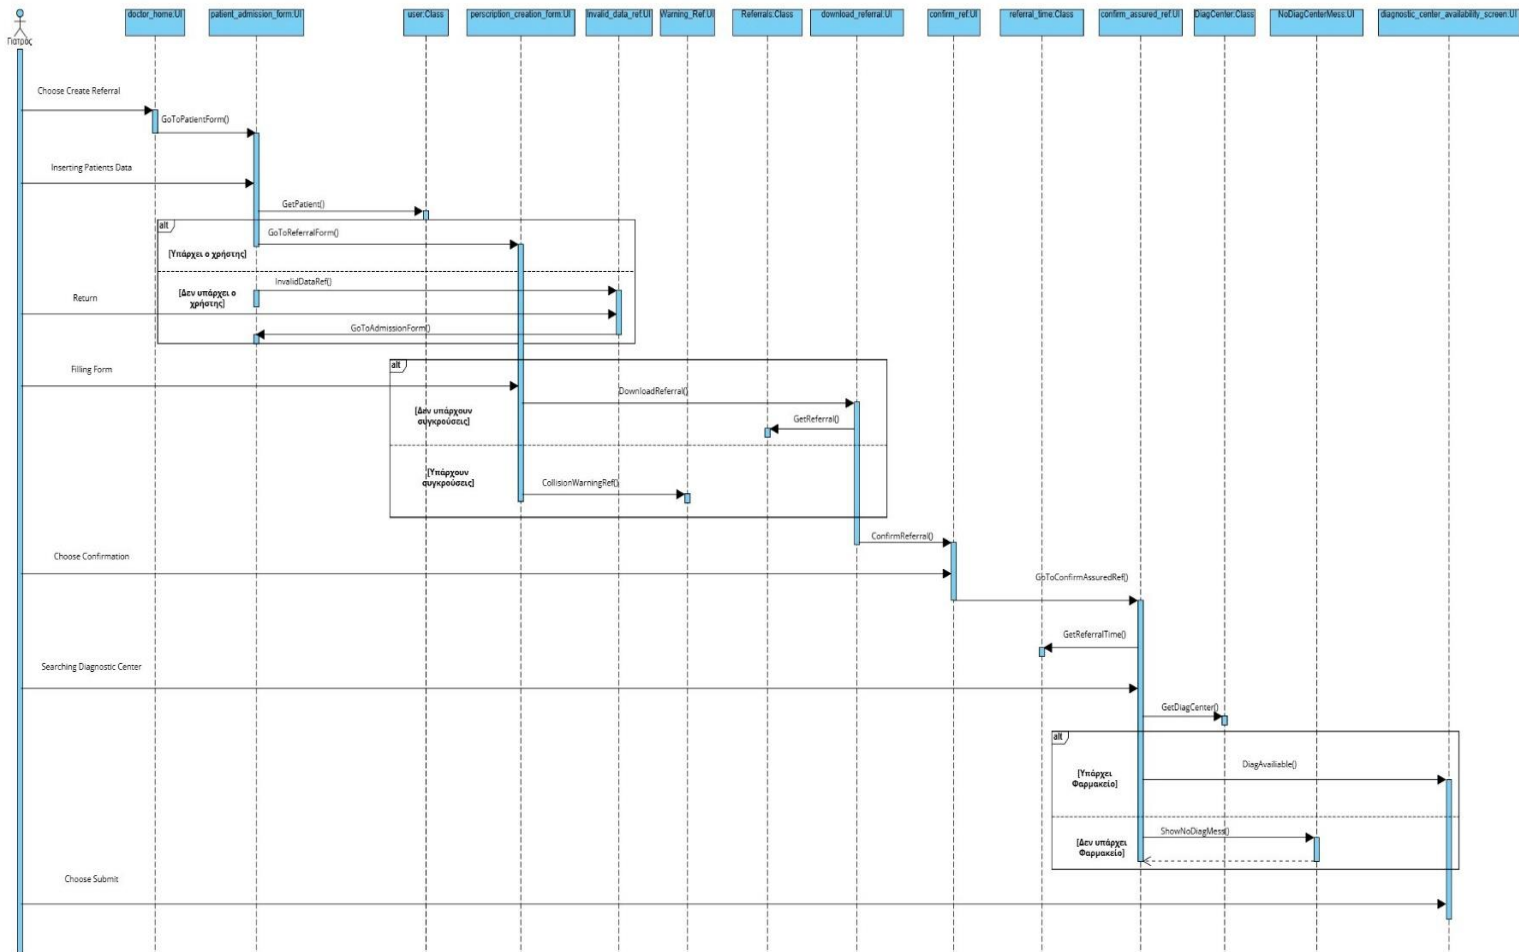 doctor_home:UI
patient_admission_form:UI
user:Class
perscription_creation_form:UI
Invalid_data_ref:UI
Warning_Ref:UI
Referrals:Class
download_referral:UI
confirm_ref:UI
referral_time:Class
confirm_assured_ref:UI
DiagCenter:Class
NoDiagCenterMess:UI
diagnostic_center_availability_screen:UI
Γιατρός
Choose Create Referral
GoToPatientForm()
Inserting Patients Data
GetPatient()
alt
GoToReferralForm()
[Υπάρχει ο χρήστης]
InvalidDataRef()
[Δεν υπάρχει ο
χρήστης]
Return
GoToAdmissionForm()
alt
Filling Form
DownloadReferral()
[Δεν υπάρχουν
συγκρούσεις]
GetReferral()
[Υπάρχουν
συγκρούσεις]
CollisionWarningRef()
ConfirmReferral()
Choose Confirmation
GoToConfirmAssuredRef()
GetReferralTime()
Searching Diagnostic Center
GetDiagCenter()
alt
DiagAvailiable()
[Υπάρχει
Φαρμακείο]
ShowNoDiagMess()
[Δεν υπάρχει
Φαρμακείο]
Choose Submit